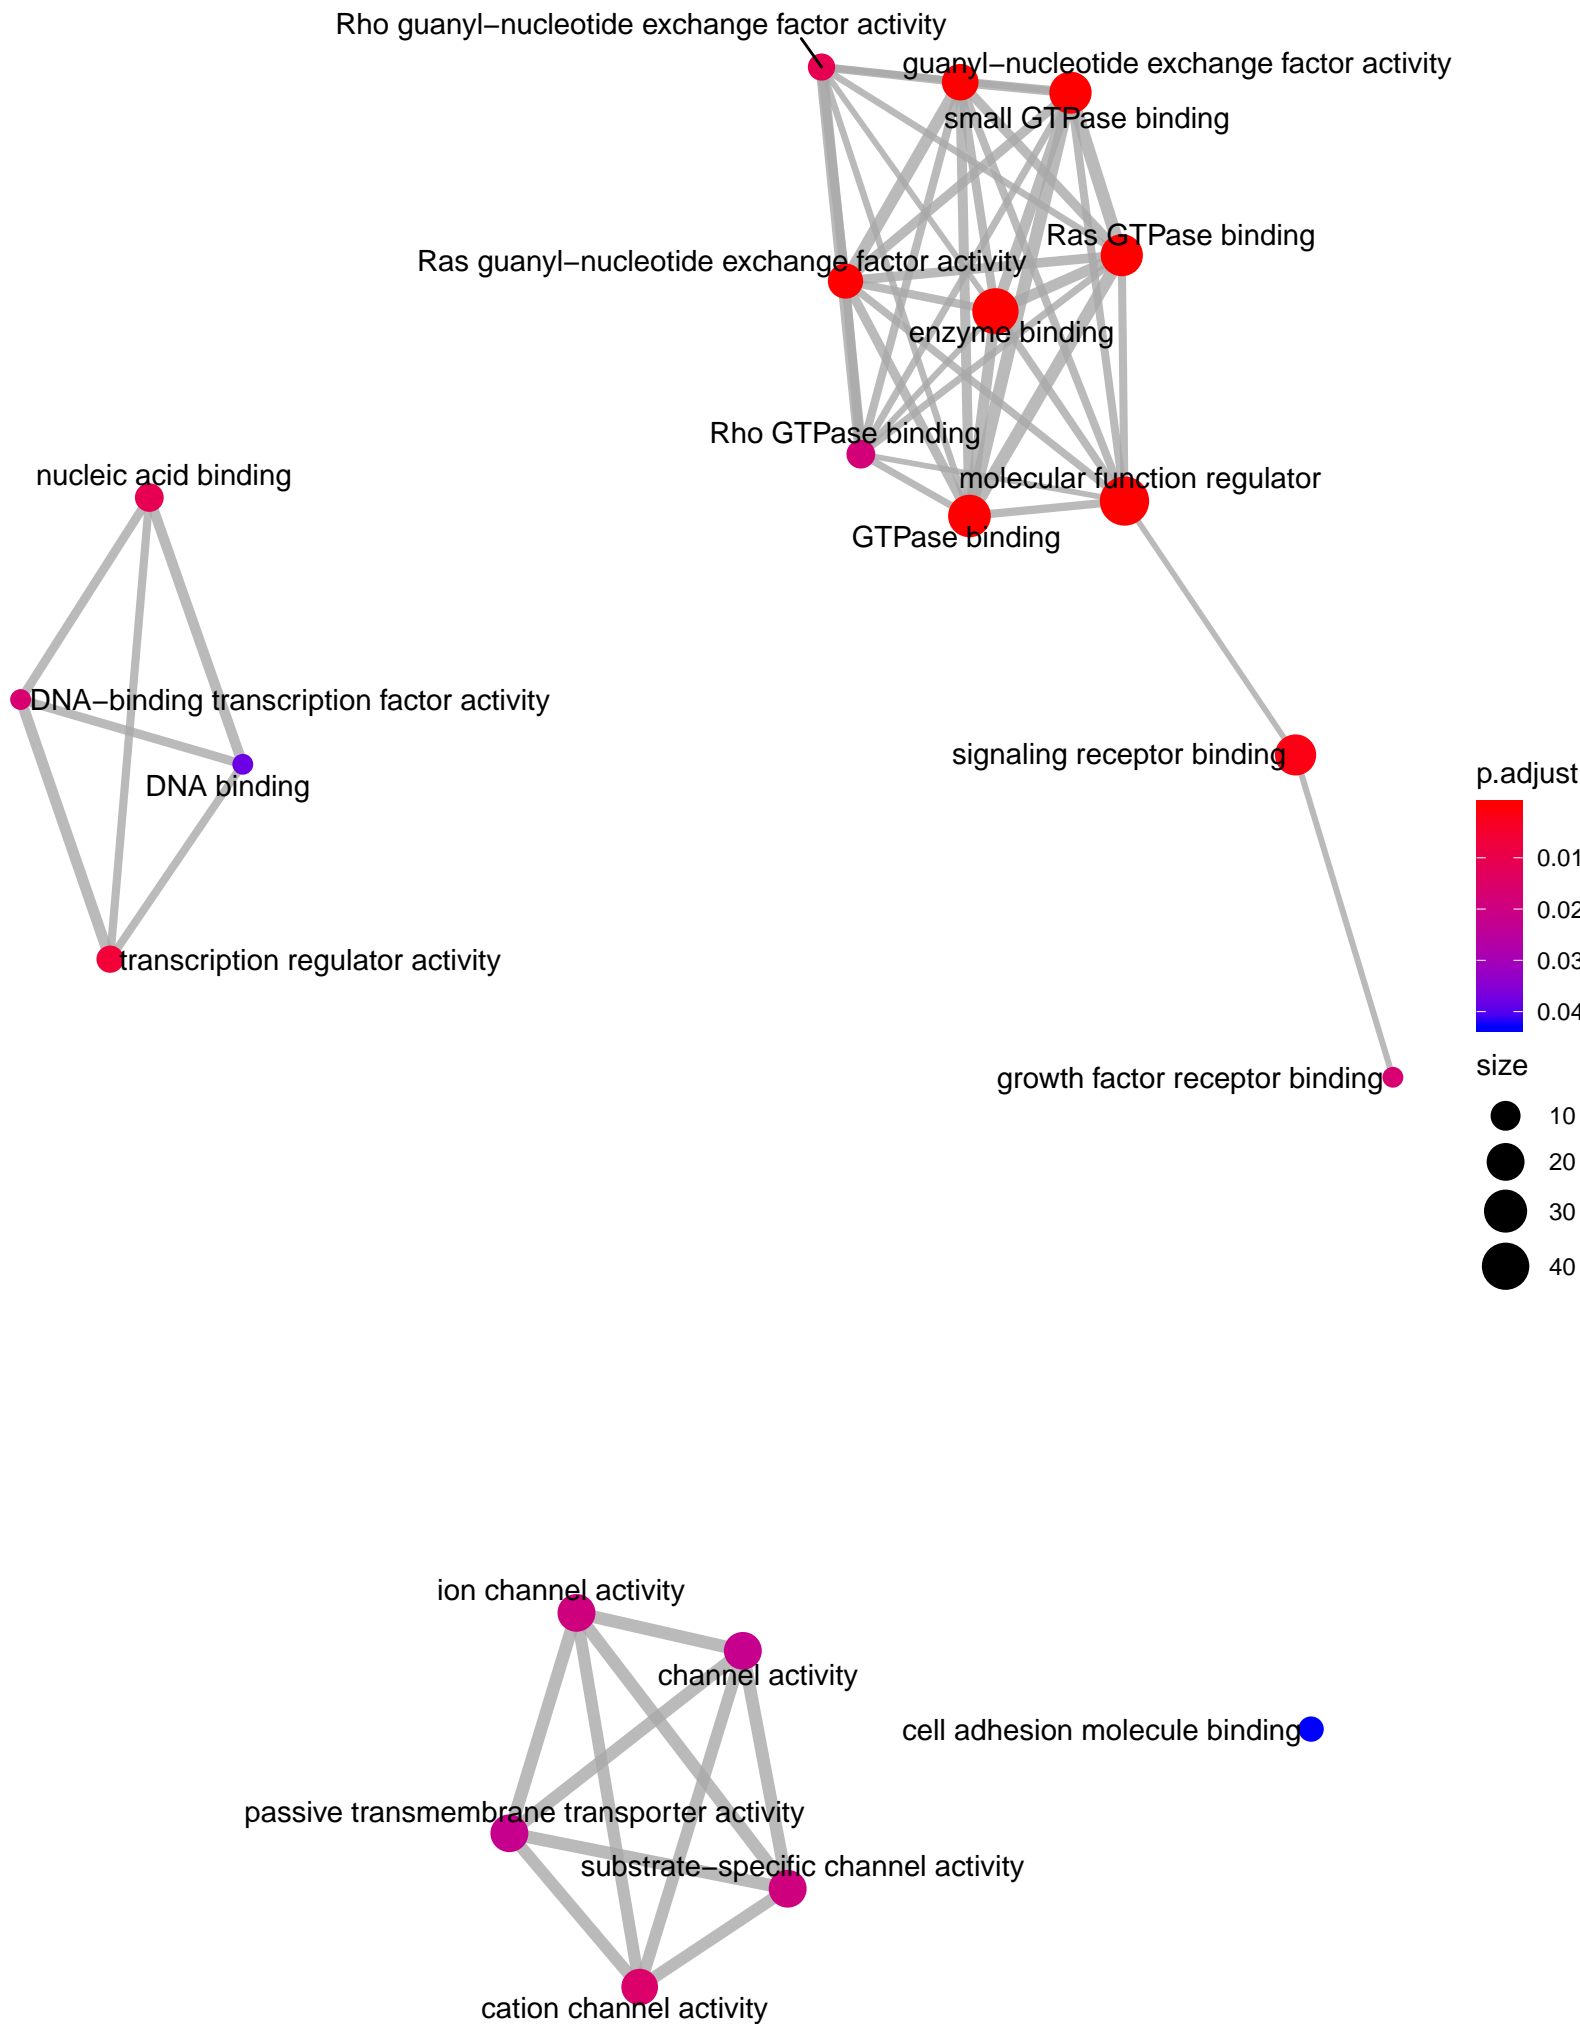 Rho guanyl−nucleotide exchange factor activity
guanyl−nucleotide exchange factor activity
small GTPase binding
Ras GTPase binding
Ras guanyl−nucleotide exchange factor activity
enzyme binding
Rho GTPase binding
molecular function regulator
GTPase binding
nucleic acid binding
DNA−binding transcription factor activity
DNA binding
transcription regulator activity
signaling receptor binding
growth factor receptor binding
p.adjust
0.01
0.02
0.03
0.04
size
10
20
30
40
ion channel activity
channel activity
cell adhesion molecule binding
passive transmembrane transporter activity
substrate−specific channel activity
cation channel activity